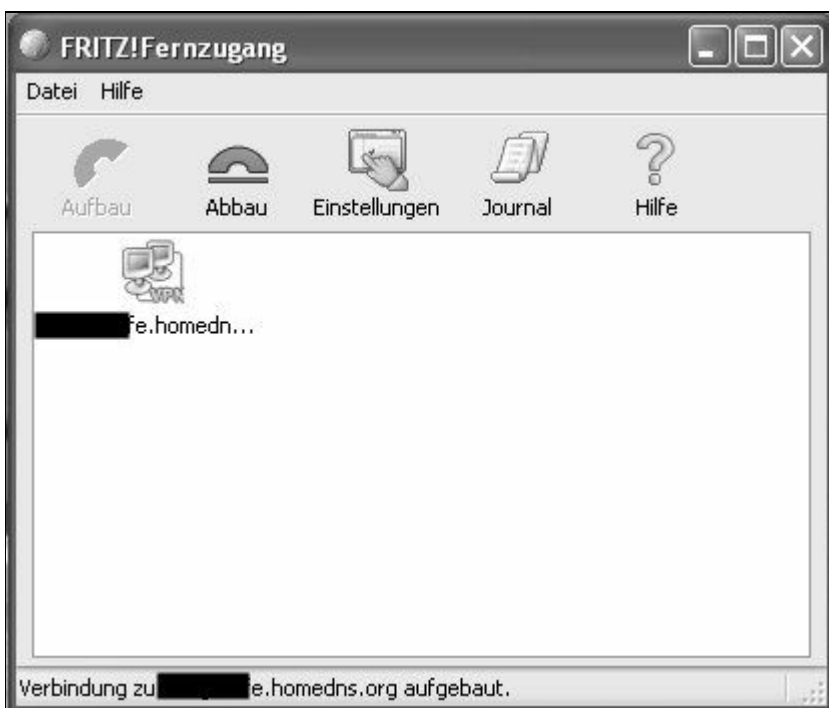 FRITZ!Fernzugang
Datei Hilfe
Aufbau Abbau Einstellungen Journal Hilfe
VPN
fe.homedn...
Verbindung zu e.homedns.org aufgebaut.